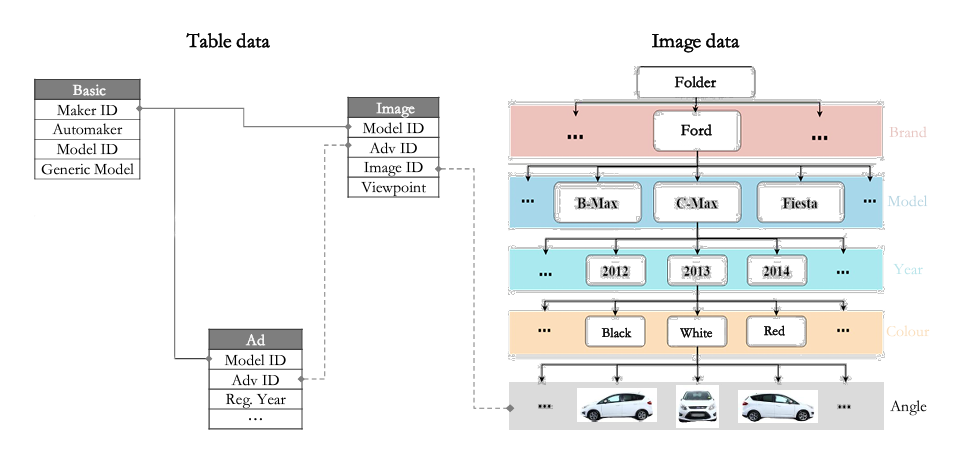 Table data
Basic
Maker ID
Automaker
Model ID
Generic Model
Image
Model ID
Adv ID
Image ID
Viewpoint
Ad
Model ID
Adv ID
Reg. Year
...
Image data
Folder
... Ford ... Brand
... B-Max C-Max Fiesta ... Model
... 2012 2013 2014 ... Year
... Black White Red ... Colour
... ... Angle